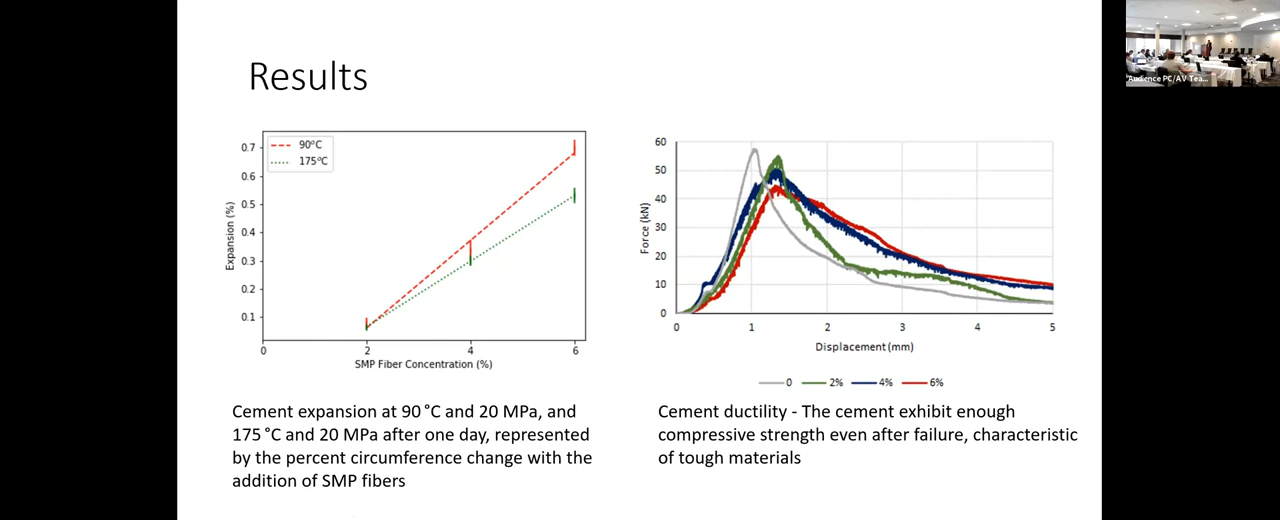 Results
90°C
175°C
0.7
0.6
0.5
0.4
0.3
0.2
0.1
Expansion (%)
0 2 4 6
SMP Fiber Concentration (%)
Cement expansion at 90 °C and 20 MPa, and
175 °C and 20 MPa after one day, represented
by the percent circumference change with the
addition of SMP fibers
60
50
40
30
20
10
0
Force (kN)
0 1 2 3 4 5
Displacement (mm)
0 2% 4% 6%
Cement ductility - The cement exhibit enough
compressive strength even after failure, characteristic
of tough materials
Audience PC/AV Tea...